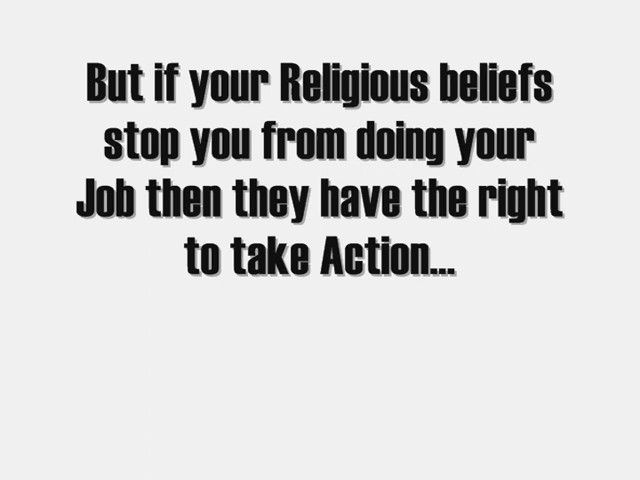 But if your Religious beliefs
stop you from doing your
Job then they have the right
to take Action...